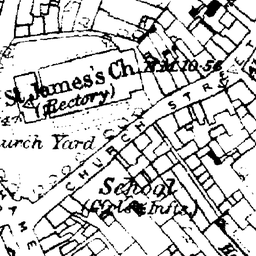 St. James's Ch.
(Rectory)
B.M. 10·56
Church Yard
CHURCH STR
School
(Girls & Infts.)